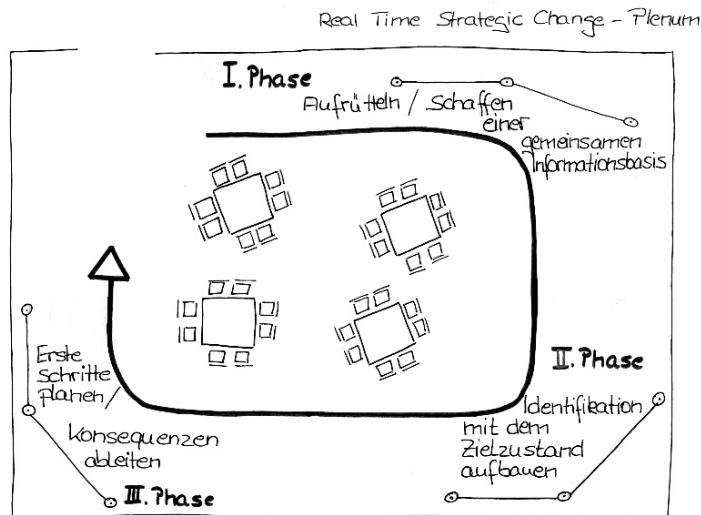 Real Time Strategic Change - Plenum
I. Phase
Aufrütteln / Schaffen
einer
gemeinsamen
Informationsbasis
II. Phase
Identifikation
mit dem
Zielzustand
aufbauen
Erste
Schritte
planen/
Konsequenzen
ableiten
III. Phase